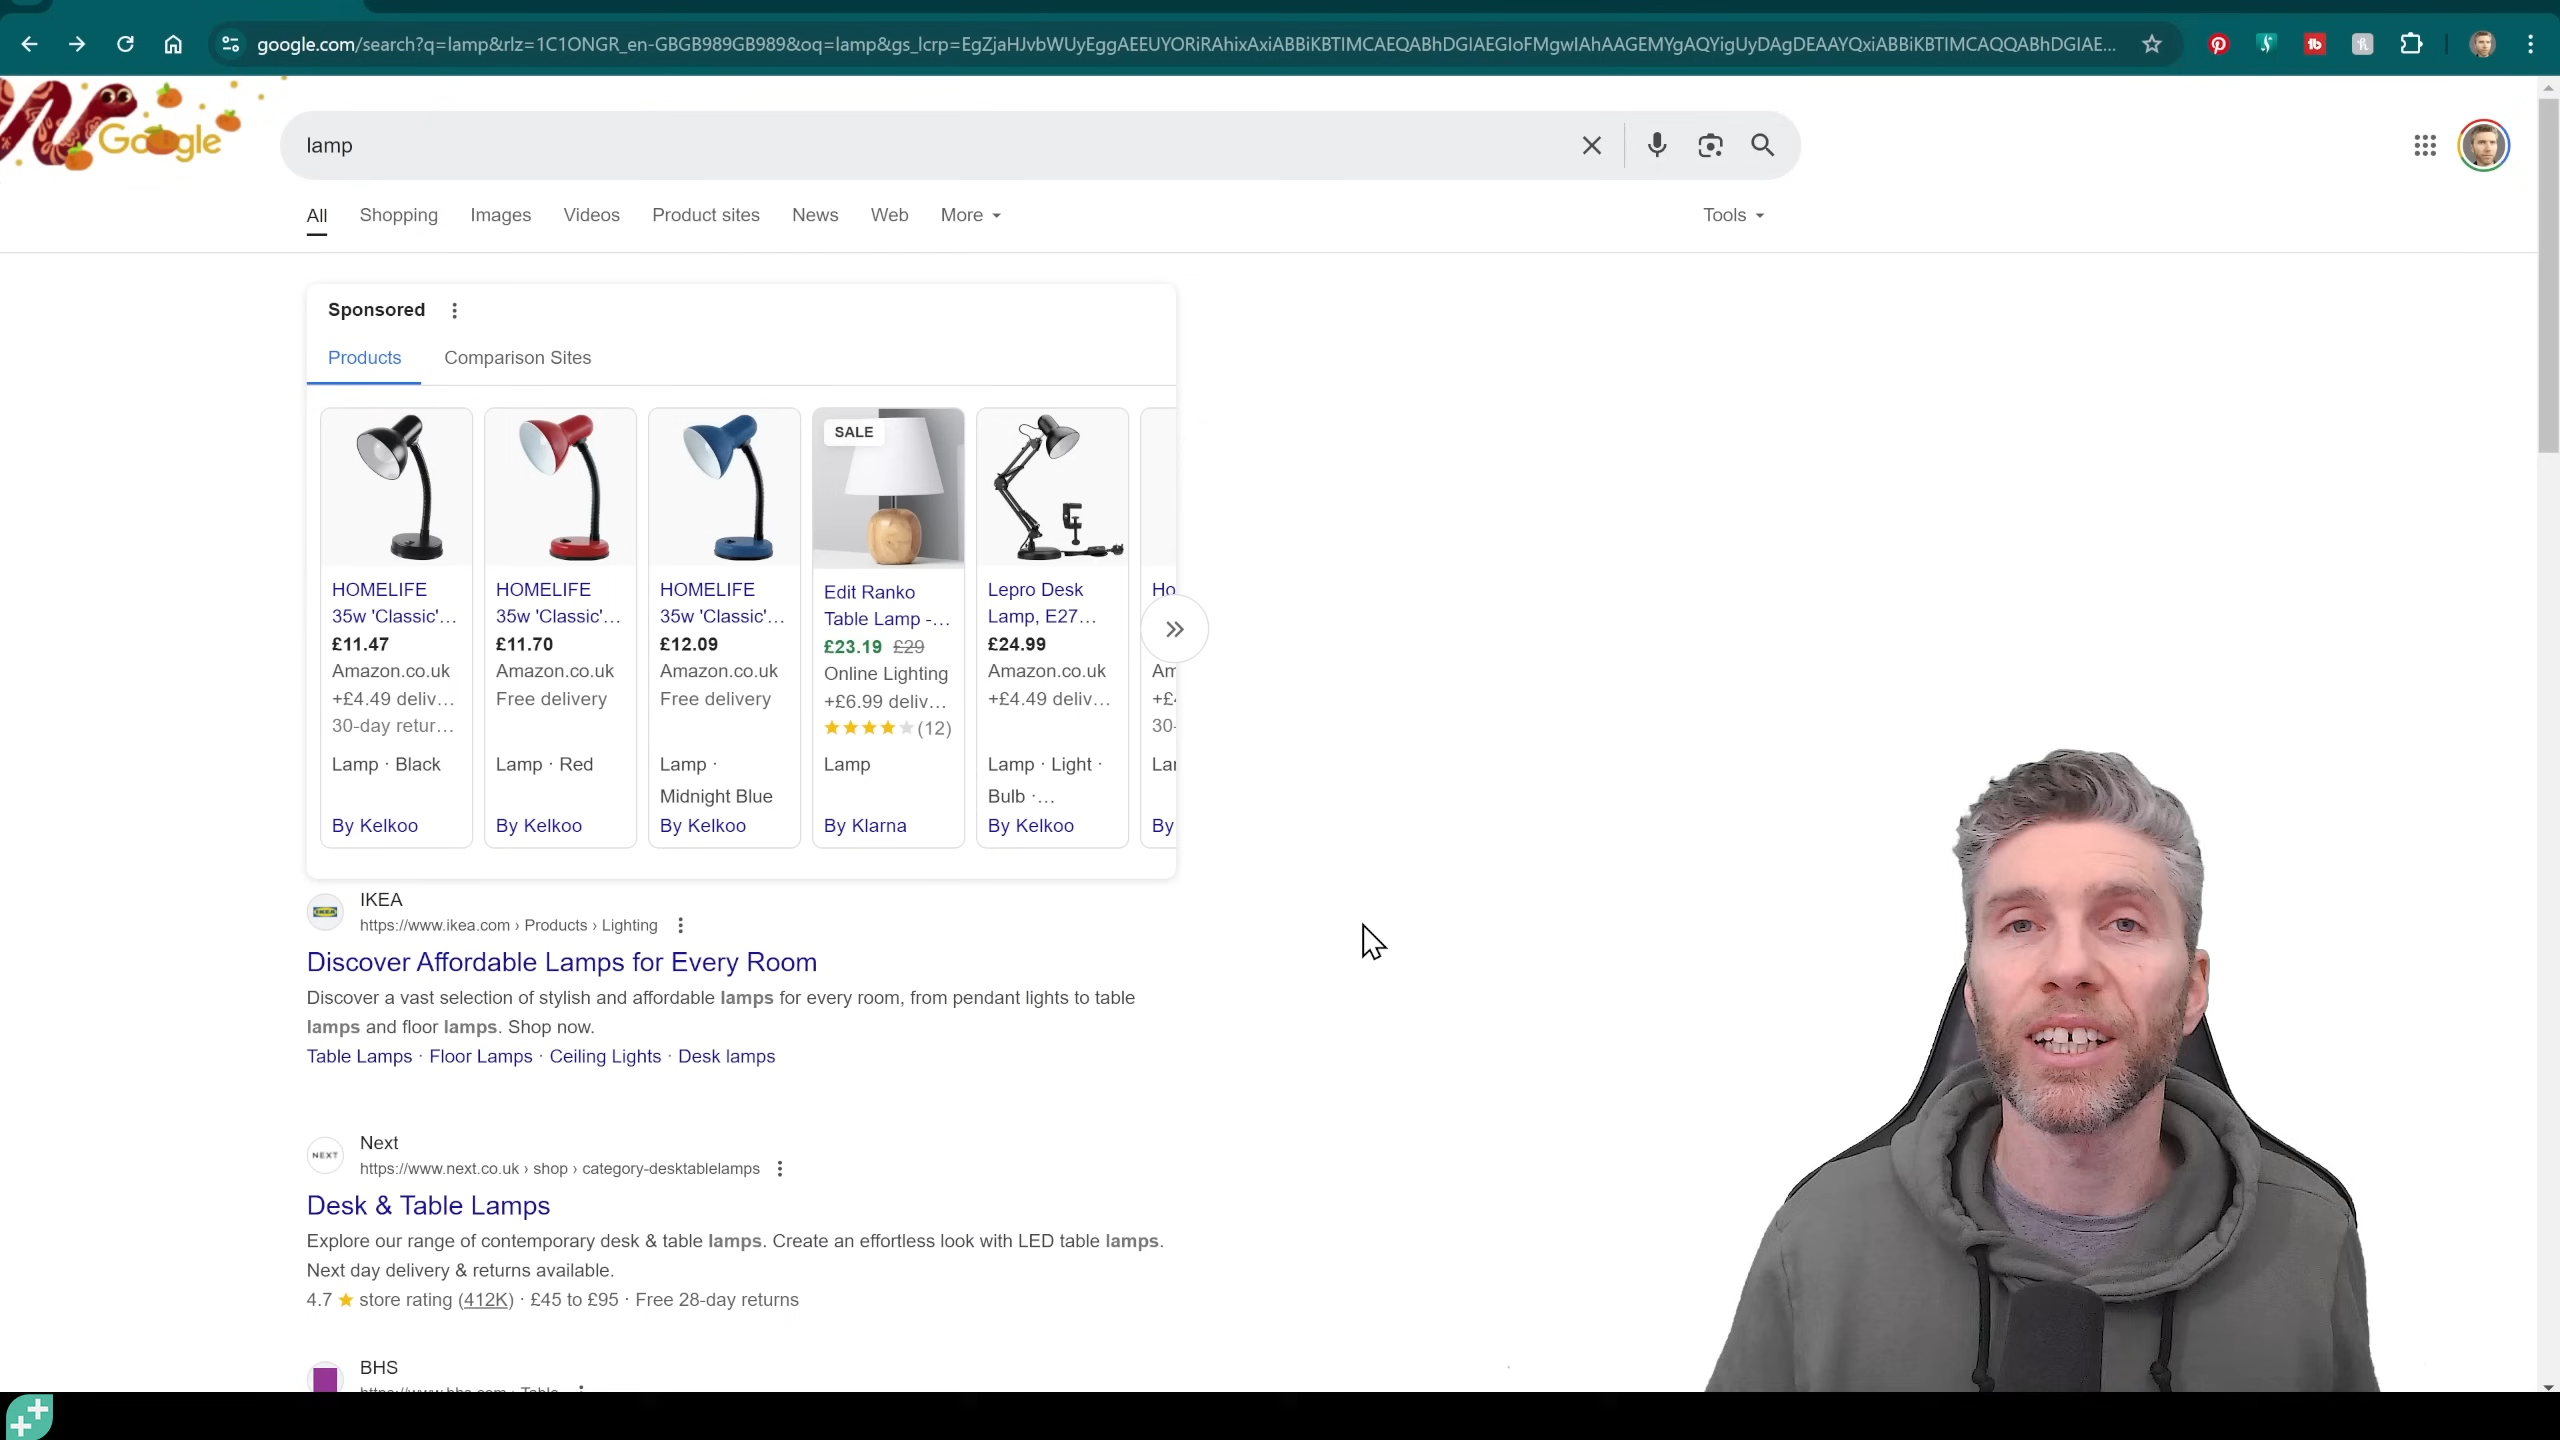 google.com/search?q=lamp&rlz=1C1ONGR_en-GBGB989GB989&oq=lamp&gs_lcrp=EgZjaHJvbWUyEggAEEUYORiRAhixAxiABBiKBTIMCAEQABhDGIAEGIoFMgwIAhAAGEMYgAQYigUyDAgDEAAYQxiABBiKBTIMCAQQABhDGIAE...
Google
lamp
All Shopping Images Videos Product sites News Web More Tools
Sponsored
Products Comparison Sites
SALE
HOMELIFE
35w 'Classic'...
£11.47
Amazon.co.uk
+£4.49 deliv...
30-day retur...
Lamp · Black
By Kelkoo
HOMELIFE
35w 'Classic'...
£11.70
Amazon.co.uk
Free delivery
Lamp · Red
By Kelkoo
HOMELIFE
35w 'Classic'...
£12.09
Amazon.co.uk
Free delivery
Lamp ·
Midnight Blue
By Kelkoo
Edit Ranko
Table Lamp -...
£23.19 £29
Online Lighting
+£6.99 deliv...
(12)
Lamp
By Klarna
Lepro Desk
Lamp, E27...
£24.99
Amazon.co.uk
+£4.49 deliv...
Lamp · Light ·
Bulb ·...
By Kelkoo
Ho
Am
+£4
30-
Lar
By
IKEA
IKEA
https://www.ikea.com › Products › Lighting
Discover Affordable Lamps for Every Room
Discover a vast selection of stylish and affordable lamps for every room, from pendant lights to table
lamps and floor lamps. Shop now.
Table Lamps · Floor Lamps · Ceiling Lights · Desk lamps
NEXT
Next
https://www.next.co.uk › shop › category-desktablelamps
Desk & Table Lamps
Explore our range of contemporary desk & table lamps. Create an effortless look with LED table lamps.
Next day delivery & returns available.
4.7 ★ store rating (412K) · £45 to £95 · Free 28-day returns
BHS
https://www.bhs.com › Table